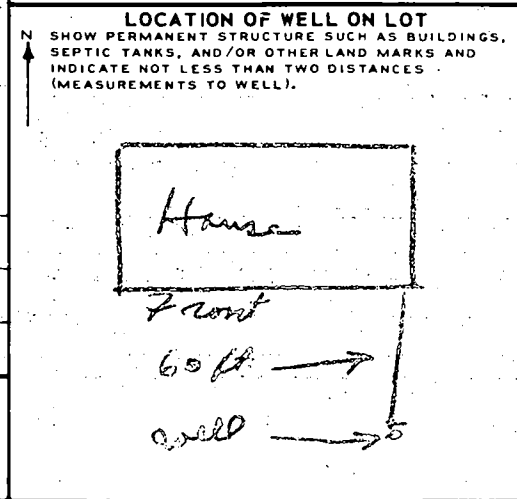 LOCATION OF WELL ON LOT
N
SHOW PERMANENT STRUCTURE SUCH AS BUILDINGS,
SEPTIC TANKS, AND/OR OTHER LAND MARKS AND
INDICATE NOT LESS THAN TWO DISTANCES
(MEASUREMENTS TO WELL).
House
Front
60 ft.
well